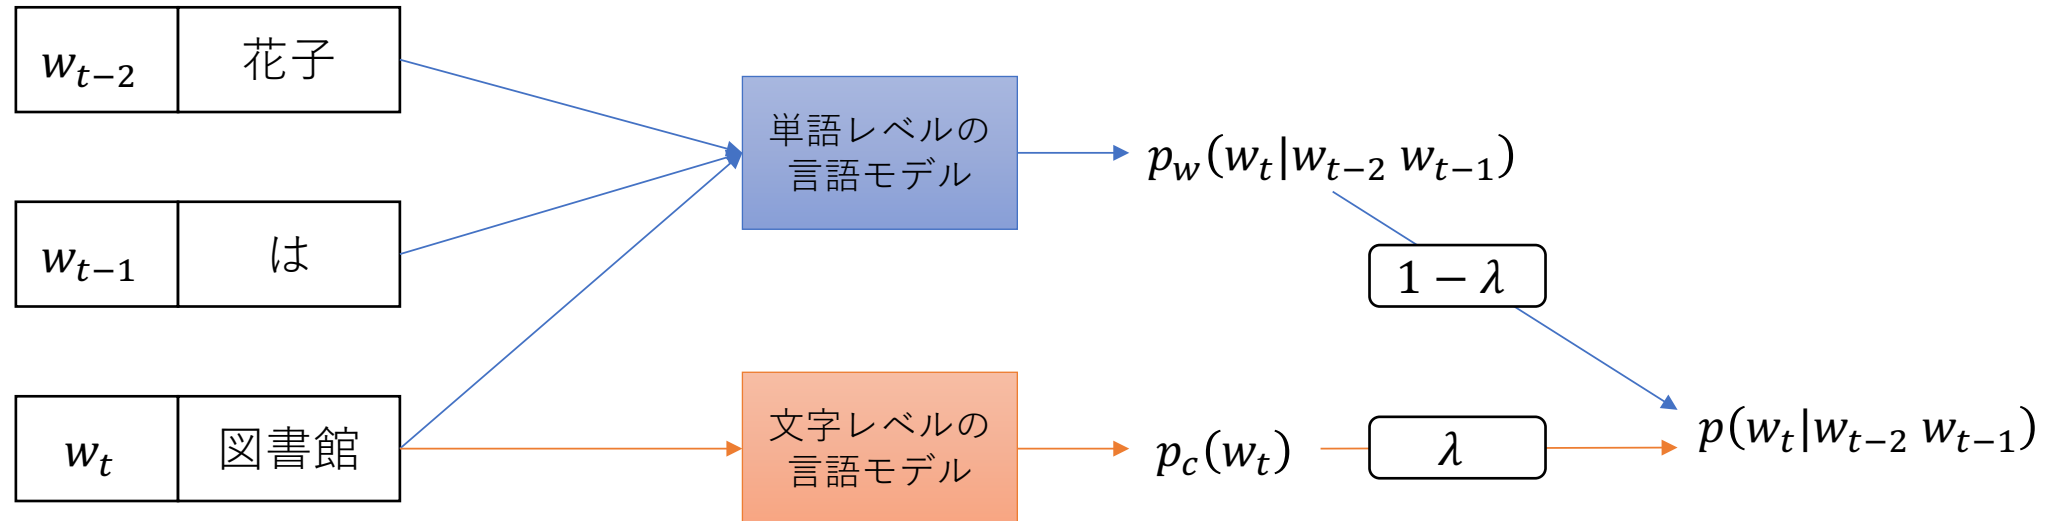 w_{t-2} 花子
単語レベルの
言語モデル
p_w(w_t|w_{t-2} w_{t-1})
w_{t-1} は
1 − λ
w_t 図書館
文字レベルの
言語モデル
p_c(w_t)
λ
p(w_t|w_{t-2} w_{t-1})